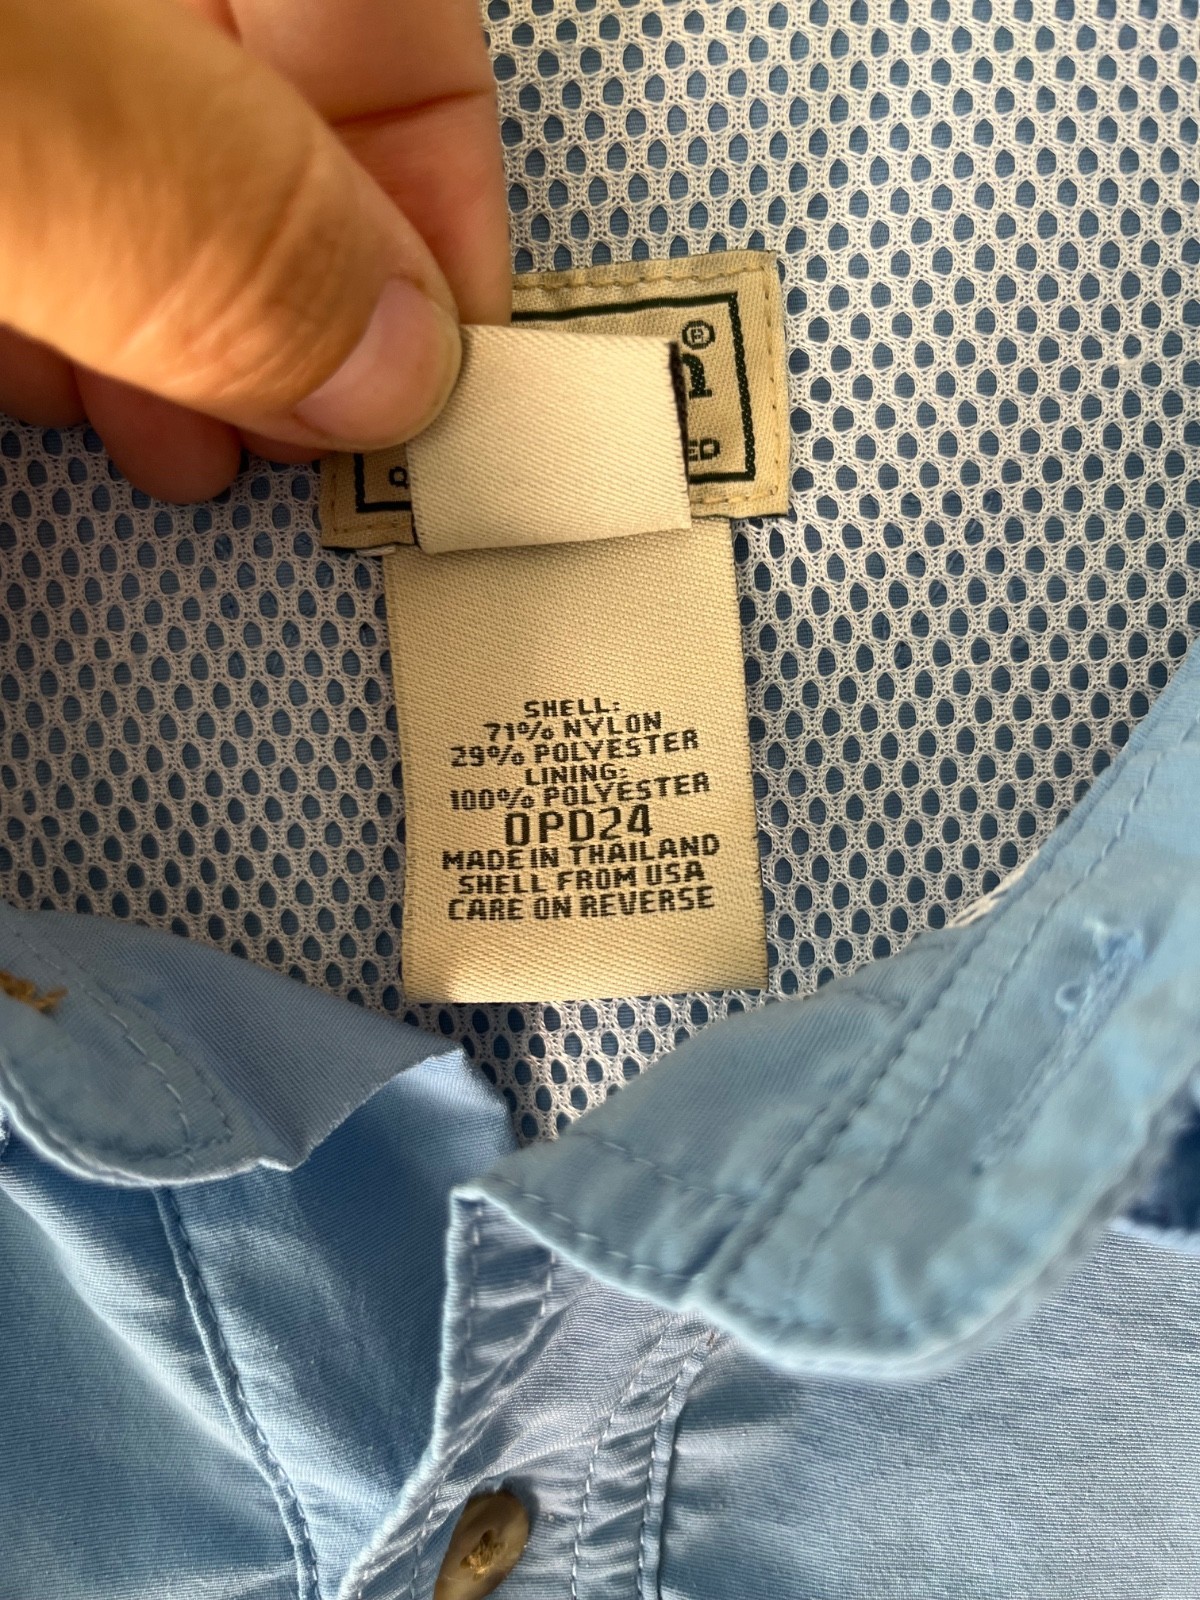 ®
SHELL:
71% NYLON
29% POLYESTER
LINING:
100% POLYESTER
0PD24
MADE IN THAILAND
SHELL FROM USA
CARE ON REVERSE